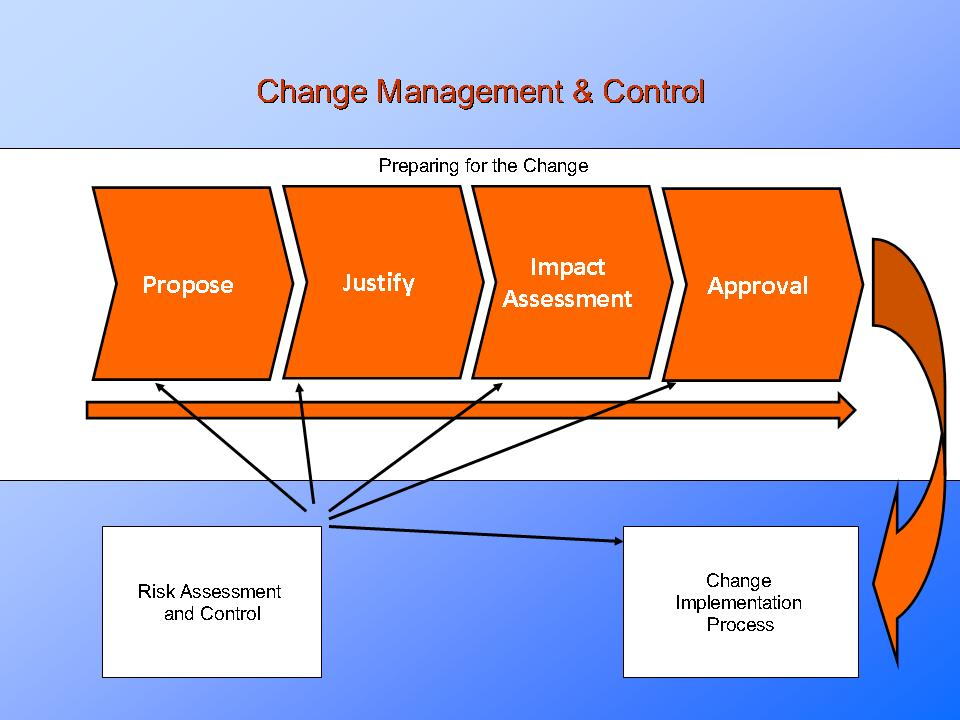 Change Management & Control
Preparing for the Change
Propose
Justify
Impact
Assessment
Approval
Risk Assessment
and Control
Change
Implementation
Process